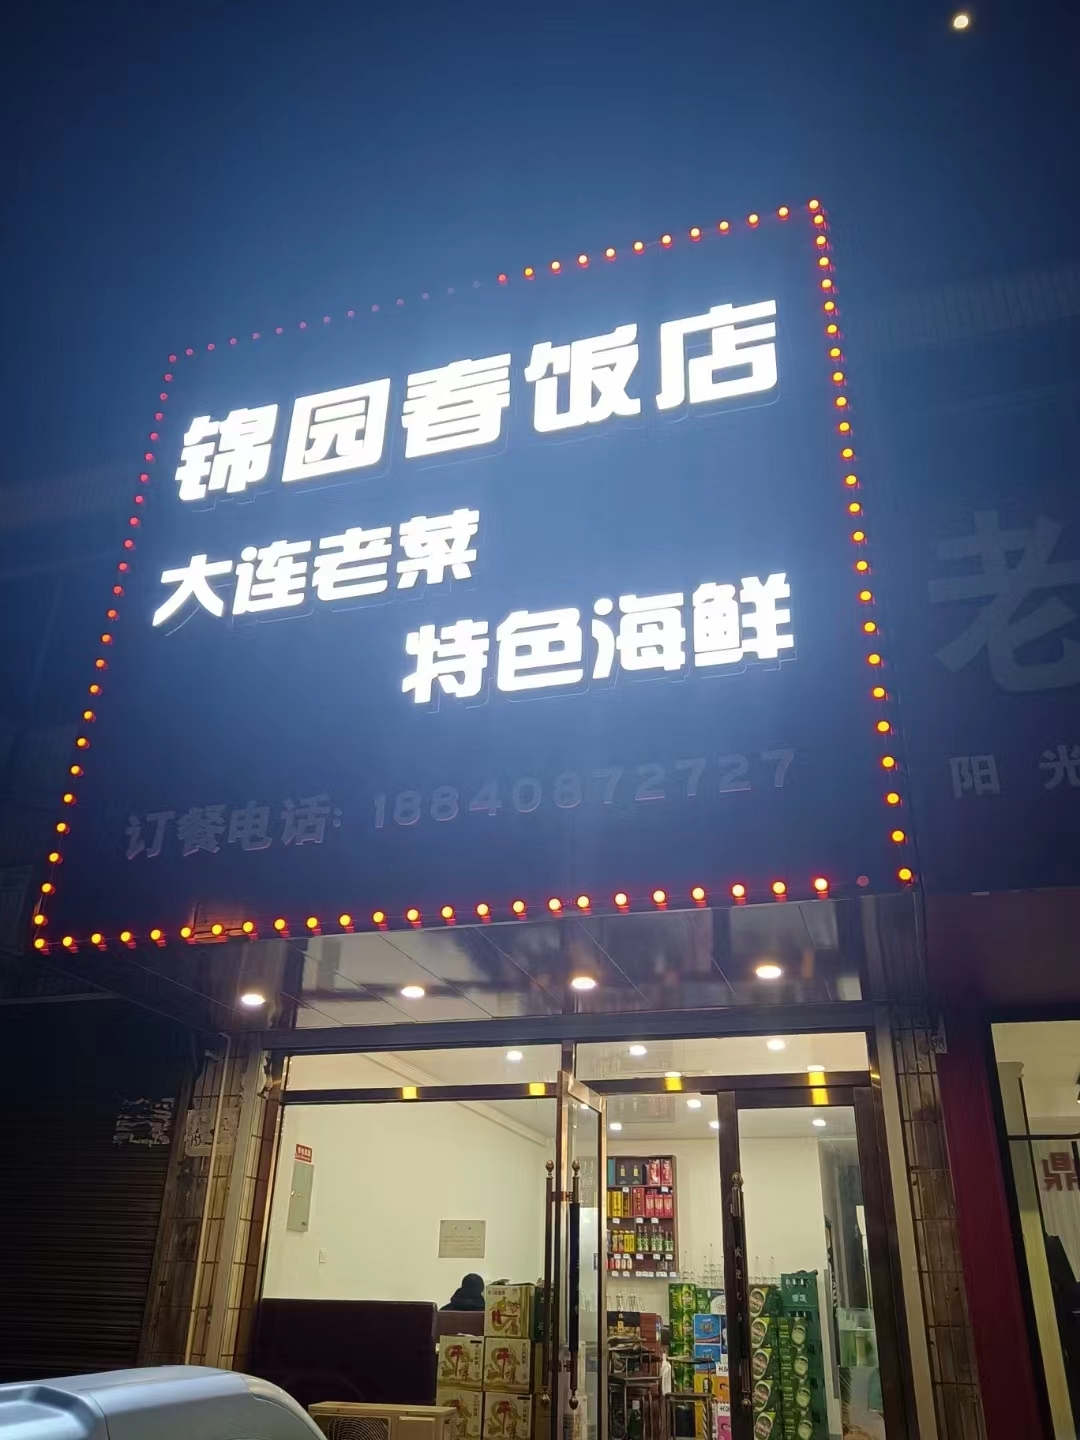 锦园春饭店
大连老菜
特色海鲜
订餐电话: 18840872727
老
阳光